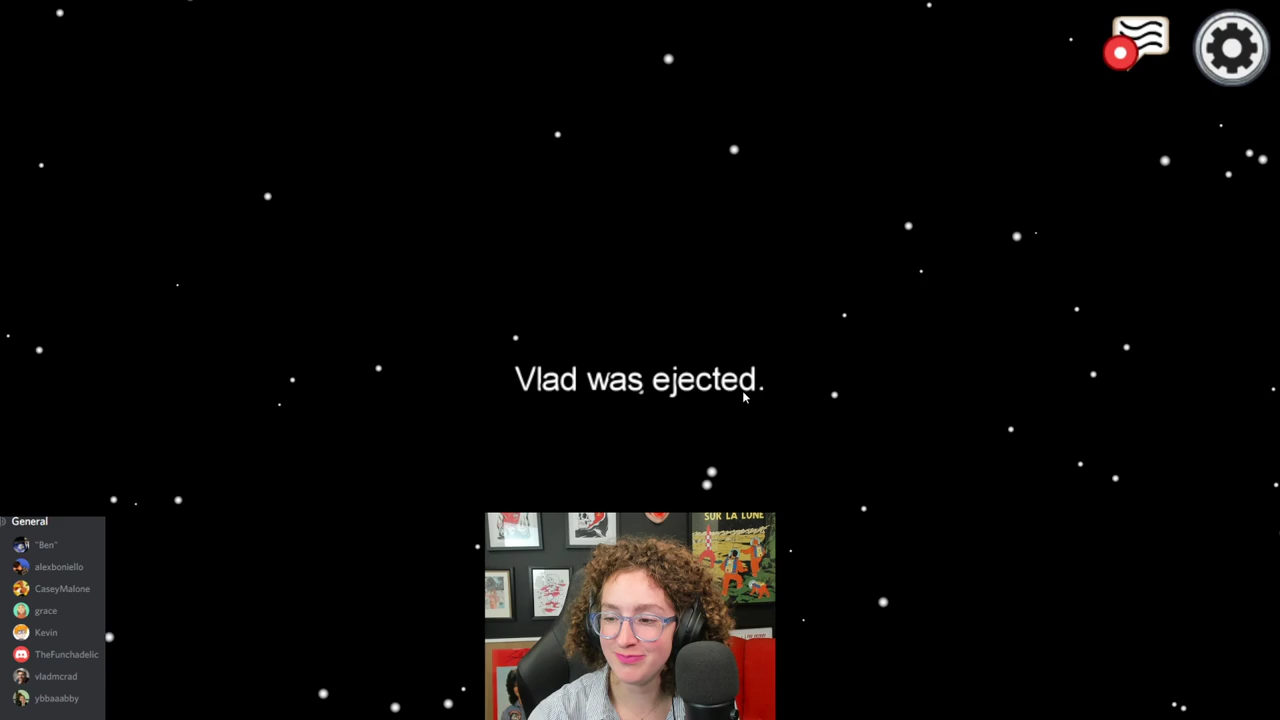 Vlad was ejected.
General
"Ben"
alexboniello
CaseyMalone
grace
Kevin
TheFunchadelic
vladmcrad
ybbaaabby
SUR LA LUNE